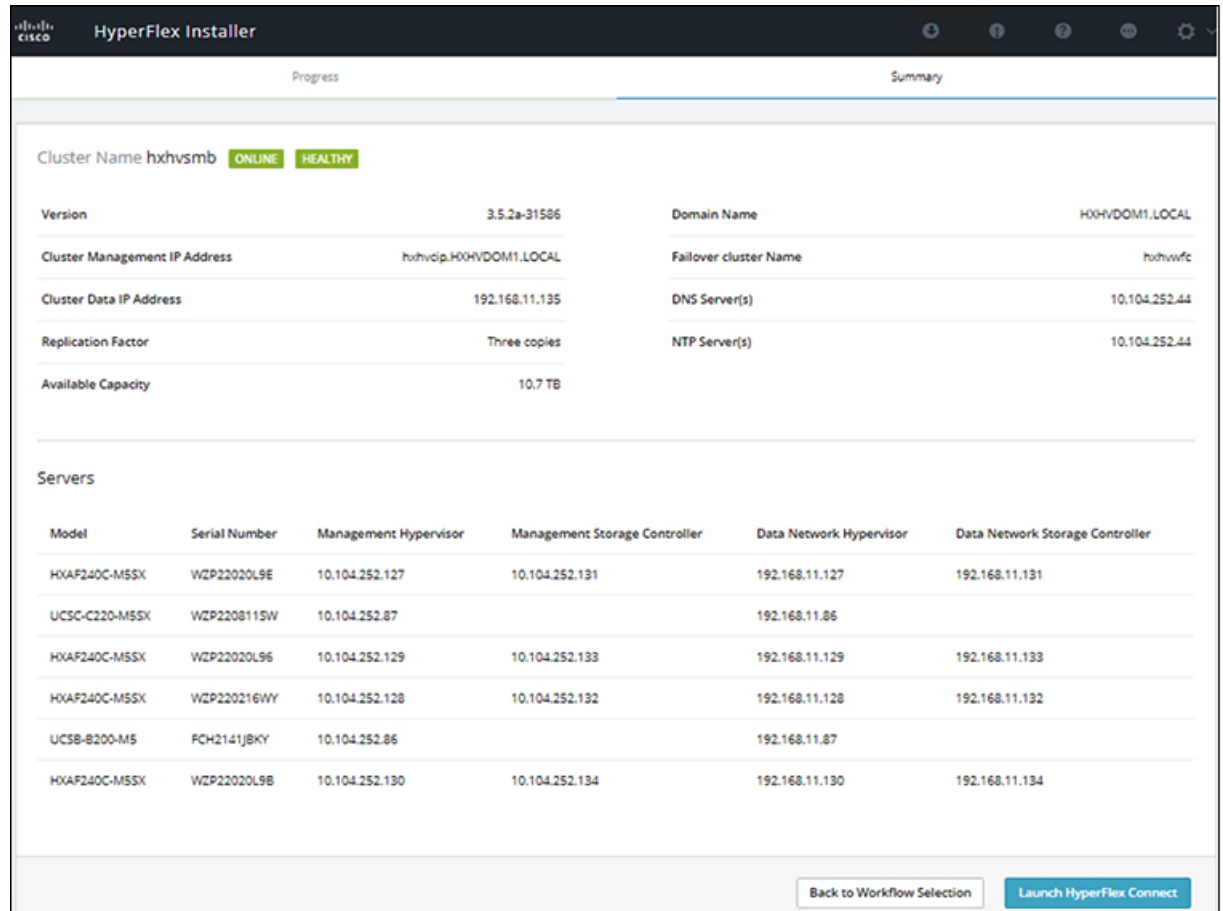 cisco HyperFlex Installer
Progress Summary
Cluster Name hxhvsmb ONLINE HEALTHY
Version 3.5.2a-31586 Domain Name HXHVDOM1.LOCAL
Cluster Management IP Address hxhvcip.HXHVDOM1.LOCAL Failover cluster Name hxhvwfc
Cluster Data IP Address 192.168.11.135 DNS Server(s) 10.104.252.44
Replication Factor Three copies NTP Server(s) 10.104.252.44
Available Capacity 10.7 TB
Servers
Model Serial Number Management Hypervisor Management Storage Controller Data Network Hypervisor Data Network Storage Controller
HXAF240C-M5SX WZP22020L9E 10.104.252.127 10.104.252.131 192.168.11.127 192.168.11.131
UCSC-C220-M5SX WZP220811SW 10.104.252.87 192.168.11.86
HXAF240C-M5SX WZP22020L96 10.104.252.129 10.104.252.133 192.168.11.129 192.168.11.133
HXAF240C-M5SX WZP220216WY 10.104.252.128 10.104.252.132 192.168.11.128 192.168.11.132
UCSB-B200-M5 FCH2141JBKY 10.104.252.86 192.168.11.87
HXAF240C-M5SX WZP22020L9B 10.104.252.130 10.104.252.134 192.168.11.130 192.168.11.134
Back to Workflow Selection Launch HyperFlex Connect